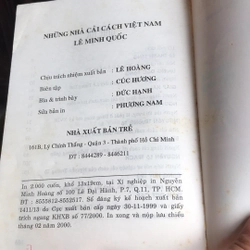 NHỮNG NHÀ CẢI CÁCH VIỆT NAM
LÊ MINH QUỐC
Chịu trách nhiệm xuất bản : LÊ HOÀNG
Biên tập : CÚC HƯƠNG
Bìa & trình bày : ĐỨC HẠNH
Sửa bản in : PHƯƠNG NAM
NHÀ XUẤT BẢN TRẺ
161B, Lý Chính Thắng - Quận 3 - Thành phố Hồ Chí Minh
ĐT : 8444289 - 8446211
In 2.000 cuốn, khổ 13x19cm, tại Xí nghiệp in Nguyễn
Minh Hoàng số 100 Lê Đại Hành, P.7, Q.11, TP. HCM.
ĐT : 8555812-8552517. Số đăng ký kế hoạch xuất bản
1411/13 do Cục xuất bản cấp ngày 30-11-1999 và giấy
trích ngang KHXB số 77/2000. In xong và nộp lưu chiểu
tháng 02 năm 2000.